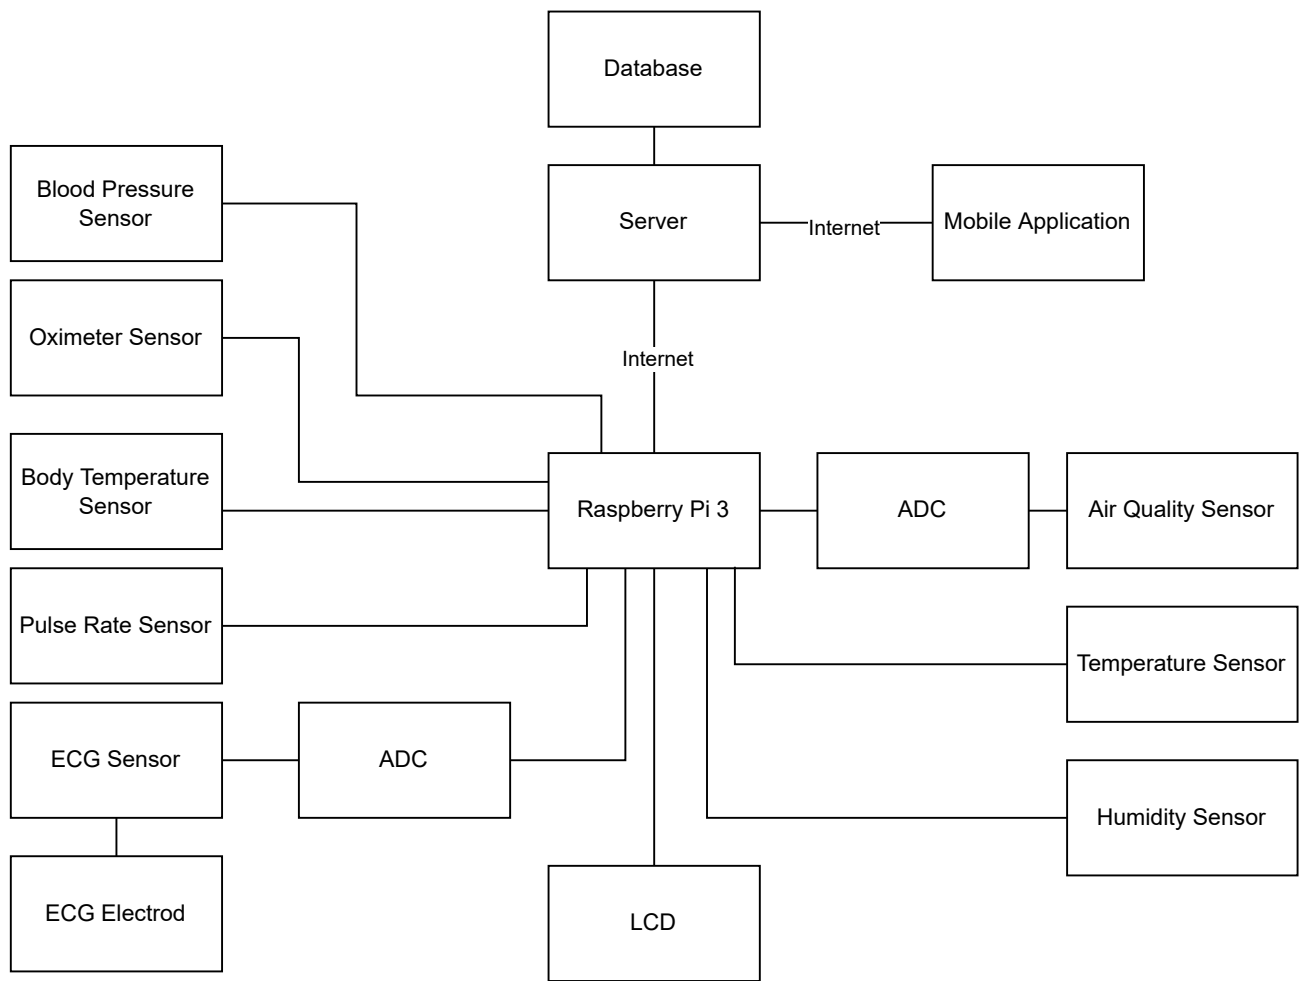 Database
Blood Pressure
Sensor
Server
Internet
Mobile Application
Oximeter Sensor
Internet
Body Temperature
Sensor
Raspberry Pi 3
ADC
Air Quality Sensor
Pulse Rate Sensor
Temperature Sensor
ECG Sensor
ADC
Humidity Sensor
ECG Electrod
LCD